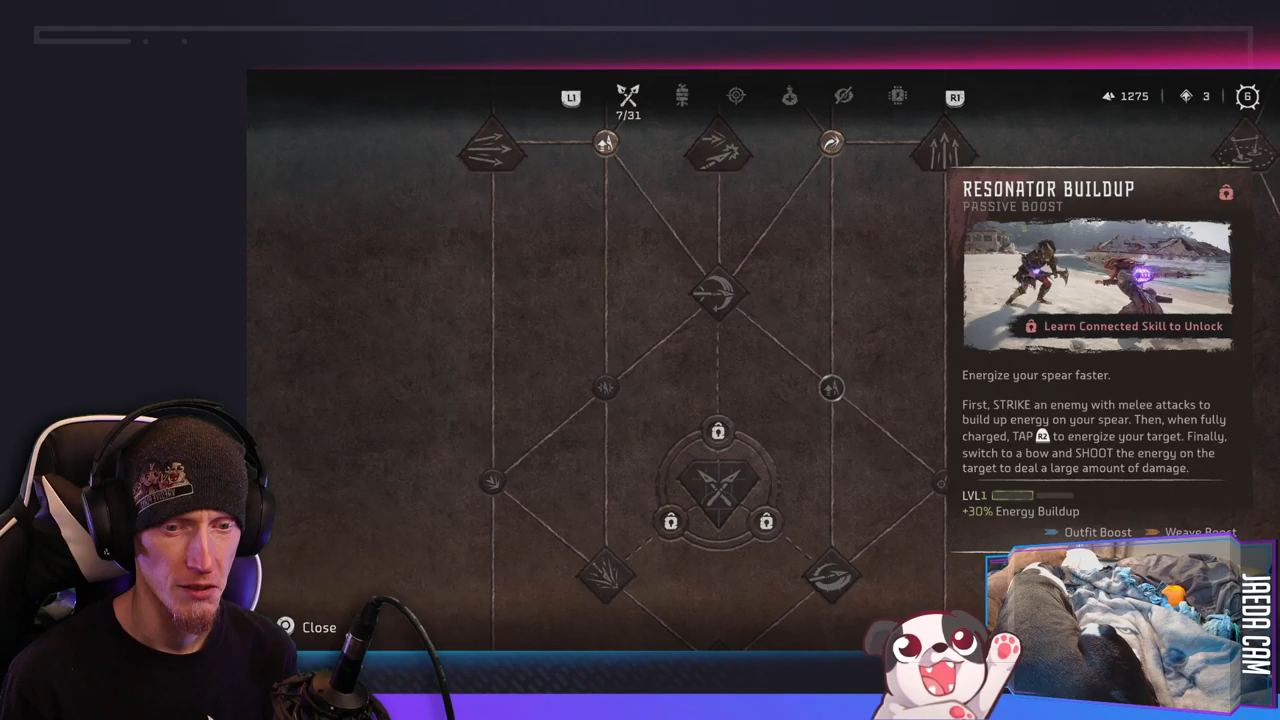 L1
7/31
R1
1275
3
6
RESONATOR BUILDUP
PASSIVE BOOST
Learn Connected Skill to Unlock
Energize your spear faster.
First, STRIKE an enemy with melee attacks to
build up energy on your spear. Then, when fully
charged, TAP R2 to energize your target. Finally,
switch to a bow and SHOOT the energy on the
target to deal a large amount of damage.
LVL1
+30% Energy Buildup
Outfit Boost
Weave Boost
Close
JAEDA CAM